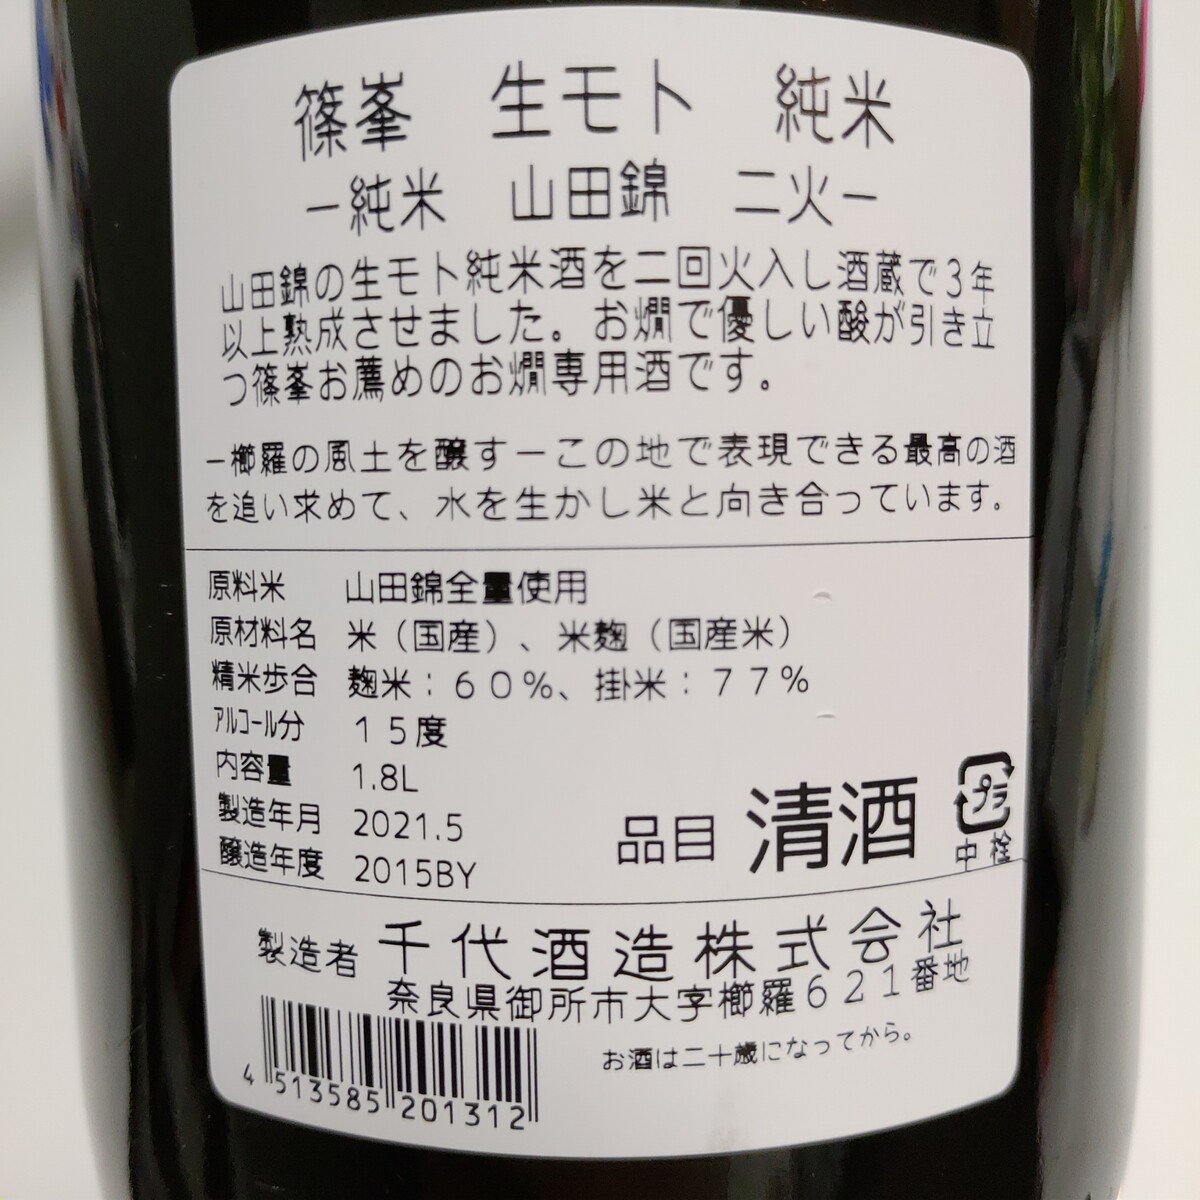 篠峯 生モト 純米
－純米 山田錦 二火－
山田錦の生モト純米酒を二回火入し酒蔵で3年
以上熟成させました。お燗で優しい酸が引き立
つ篠峯お薦めのお燗専用酒です。
－櫛羅の風土を醸す－この地で表現できる最高の酒
を追い求めて、水を生かし米と向き合っています。
原料米 山田錦全量使用
原材料名 米（国産）、米麹（国産米）
精米歩合 麹米：60%、掛米：77%
アルコール分 15度
内容量 1.8L
製造年月 2021.5
醸造年度 2015BY
品目 清酒
プラ
中栓
製造者 千代酒造株式会社
奈良県御所市大字櫛羅621番地
お酒は二十歳になってから。
4 513585 201312